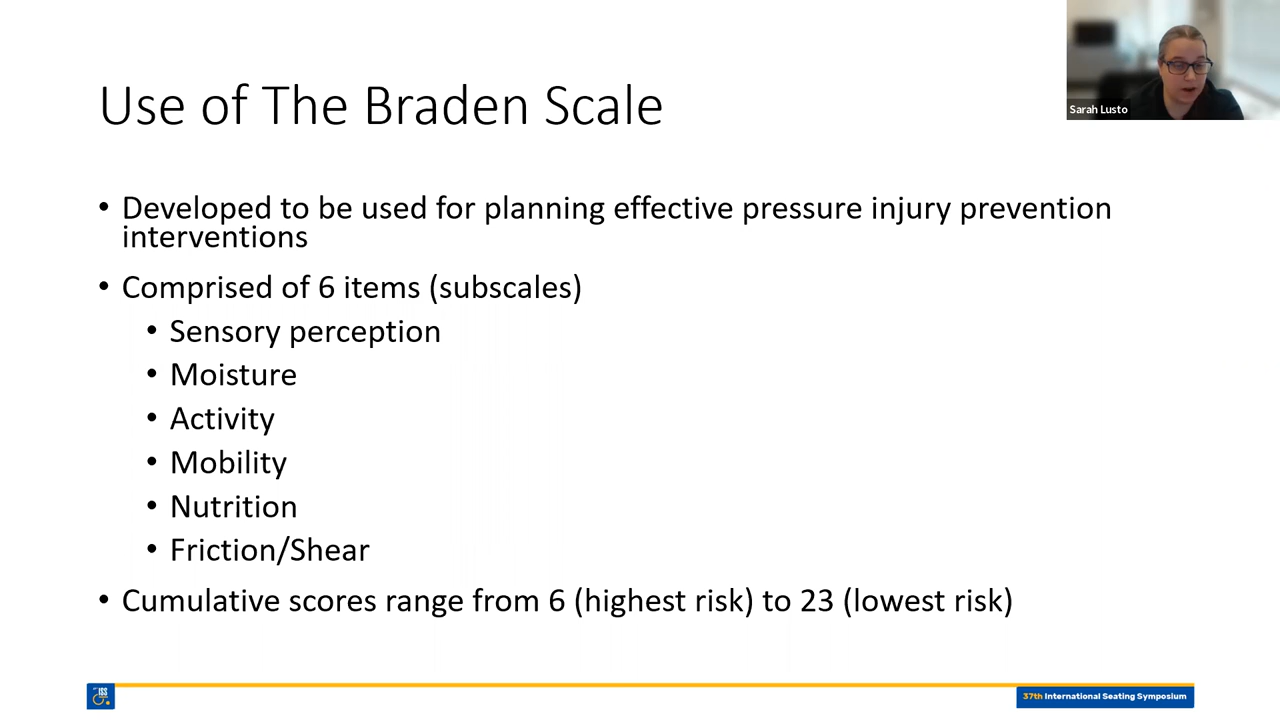 Sarah Lusto
Use of The Braden Scale
• Developed to be used for planning effective pressure injury prevention
interventions
• Comprised of 6 items (subscales)
• Sensory perception
• Moisture
• Activity
• Mobility
• Nutrition
• Friction/Shear
• Cumulative scores range from 6 (highest risk) to 23 (lowest risk)
ISS
37th International Seating Symposium